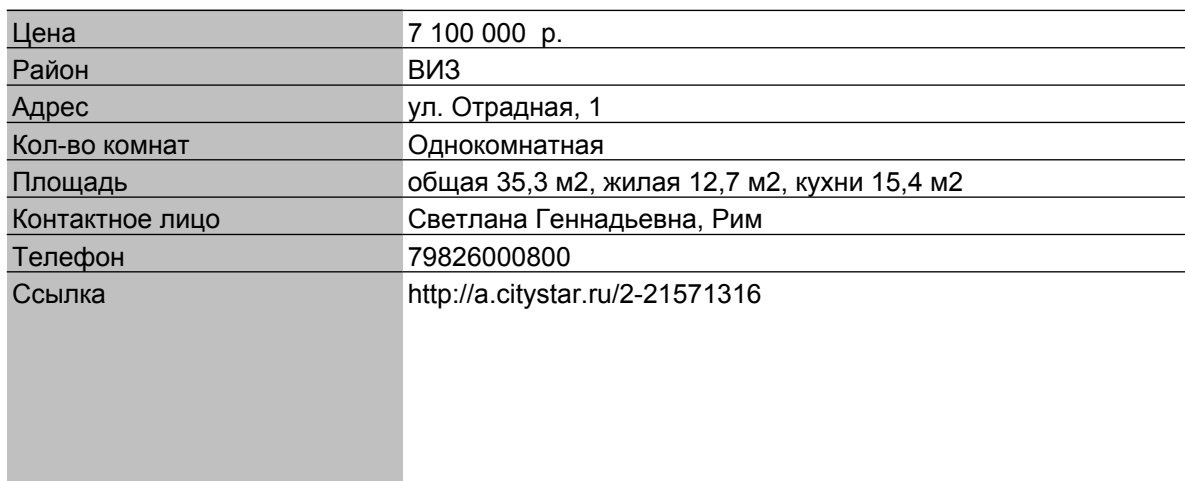 Цена 7 100 000 р.
Район ВИЗ
Адрес ул. Отрадная, 1
Кол-во комнат Однокомнатная
Площадь общая 35,3 м2, жилая 12,7 м2, кухни 15,4 м2
Контактное лицо Светлана Геннадьевна, Рим
Телефон 79826000800
Ссылка http://a.citystar.ru/2-21571316